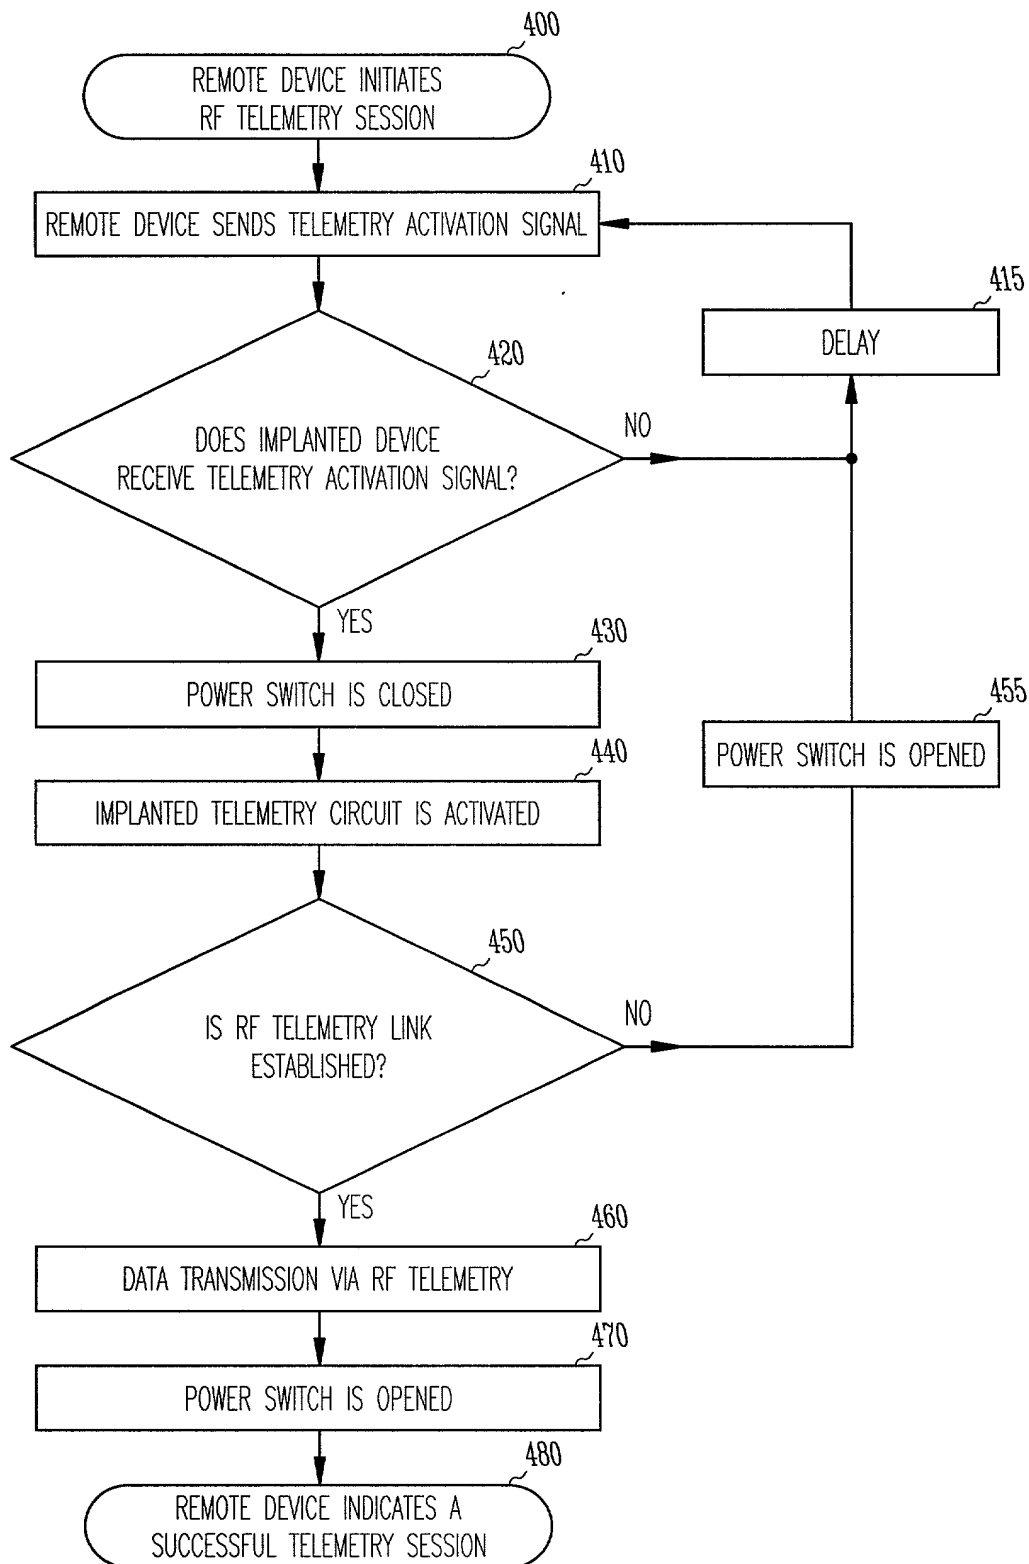 400
REMOTE DEVICE INITIATES
RF TELEMETRY SESSION
410
REMOTE DEVICE SENDS TELEMETRY ACTIVATION SIGNAL
415
DELAY
420
DOES IMPLANTED DEVICE
RECEIVE TELEMETRY ACTIVATION SIGNAL?
NO
YES
430
POWER SWITCH IS CLOSED
455
POWER SWITCH IS OPENED
440
IMPLANTED TELEMETRY CIRCUIT IS ACTIVATED
450
IS RF TELEMETRY LINK
ESTABLISHED?
NO
YES
460
DATA TRANSMISSION VIA RF TELEMETRY
470
POWER SWITCH IS OPENED
480
REMOTE DEVICE INDICATES A
SUCCESSFUL TELEMETRY SESSION